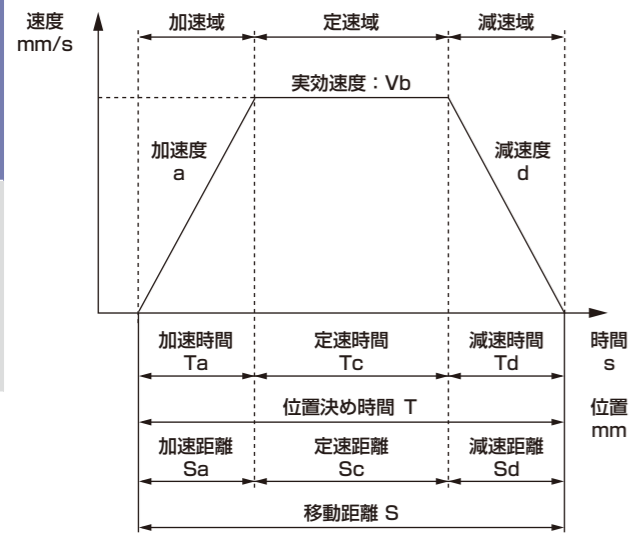 速度
mm/s
加速域
定速域
減速域
実効速度：Vb
加速度
a
減速度
d
加速時間
Ta
定速時間
Tc
減速時間
Td
時間
s
位置決め時間 T
位置
mm
加速距離
Sa
定速距離
Sc
減速距離
Sd
移動距離 S